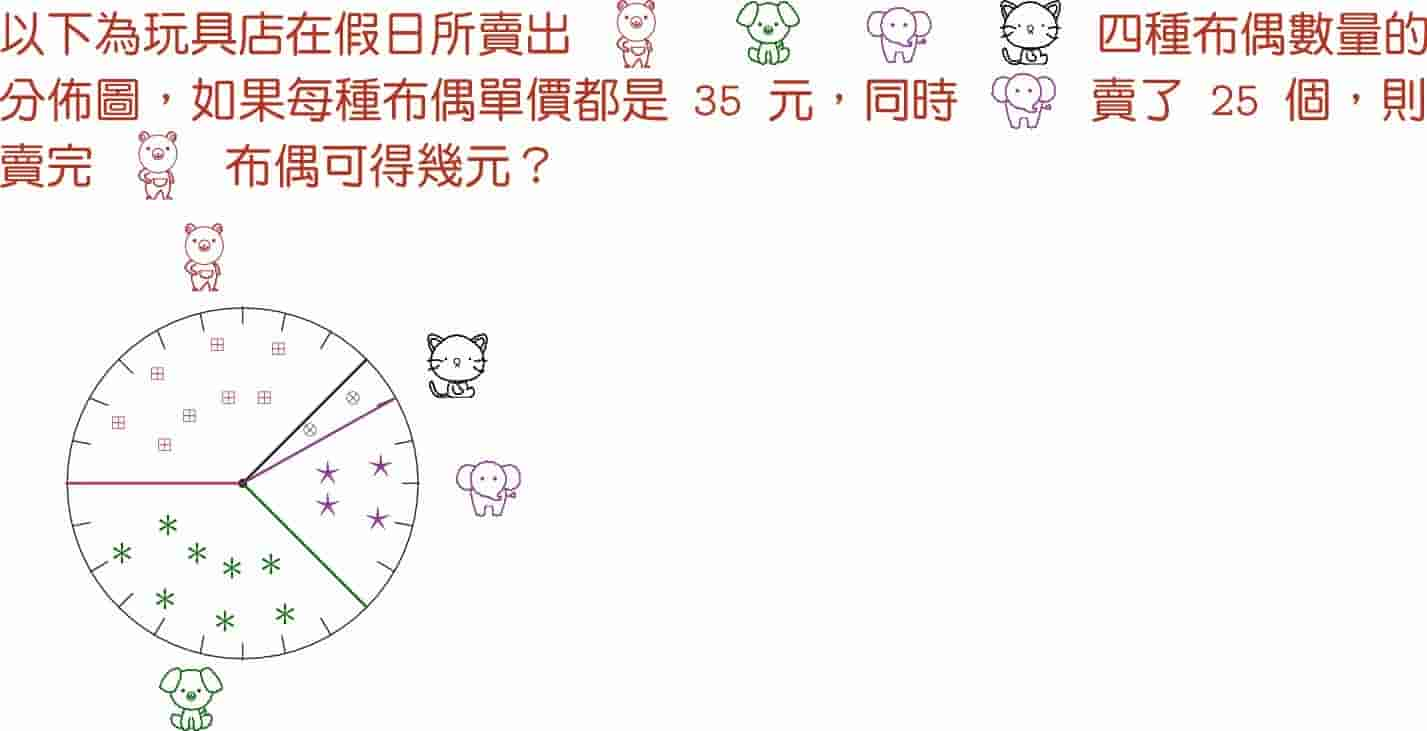 以下為玩具店在假日所賣出 四種布偶數量的
分佈圖，如果每種布偶單價都是 35 元，同時 賣了 25 個，則
賣完 布偶可得幾元？